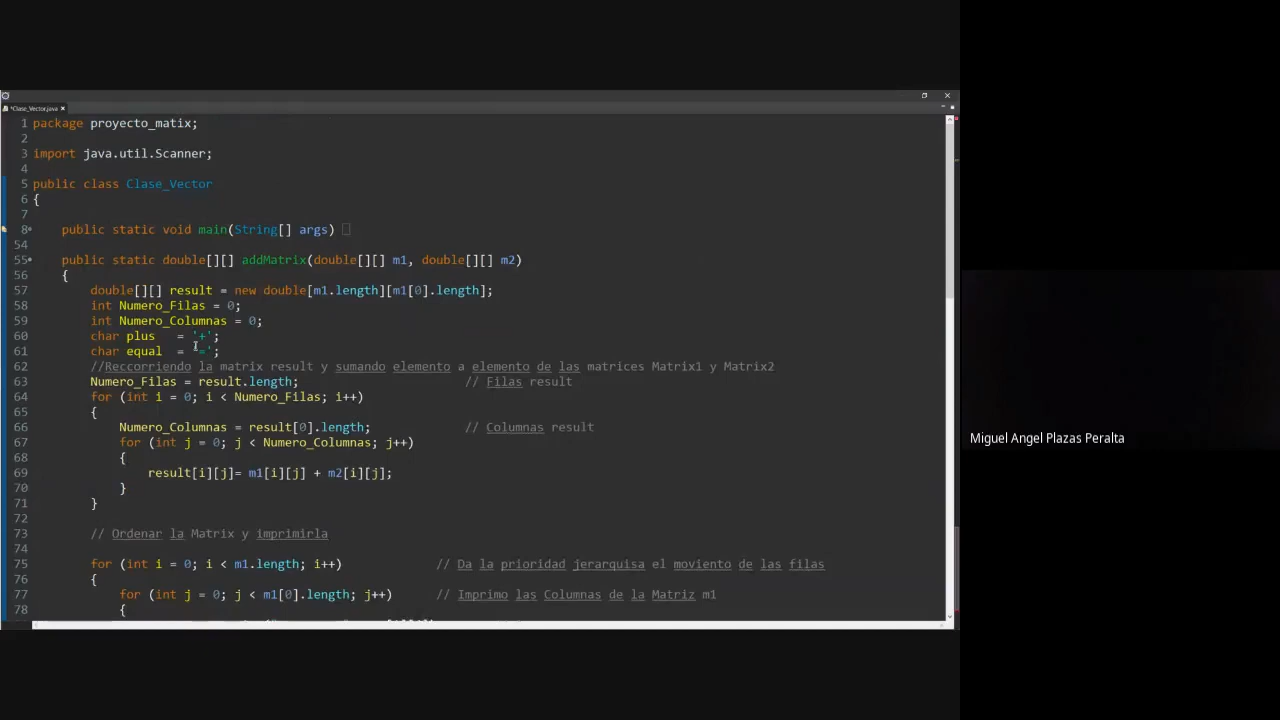 *Clase_Vector.java
1 package proyecto_matix;
2
3 import java.util.Scanner;
4
5 public class Clase_Vector
6 {
7
8 public static void main(String[] args)
54
55 public static double[][] addMatrix(double[][] m1, double[][] m2)
56 {
57 double[][] result = new double[m1.length][m1[0].length];
58 int Numero_Filas = 0;
59 int Numero_Columnas = 0;
60 char plus = '+';
61 char equal = '=';
62 //Reccorriendo la matrix result y sumando elemento a elemento de las matrices Matrix1 y Matrix2
63 Numero_Filas = result.length; // Filas result
64 for (int i = 0; i < Numero_Filas; i++)
65 {
66 Numero_Columnas = result[0].length; // Columnas result
67 for (int j = 0; j < Numero_Columnas; j++)
68 {
69 result[i][j]= m1[i][j] + m2[i][j];
70 }
71 }
72
73 // Ordenar la Matrix y imprimirla
74
75 for (int i = 0; i < m1.length; i++) // Da la prioridad jerarquisa el moviento de las filas
76 {
77 for (int j = 0; j < m1[0].length; j++) // Imprimo las Columnas de la Matriz m1
78 {
Miguel Angel Plazas Peralta